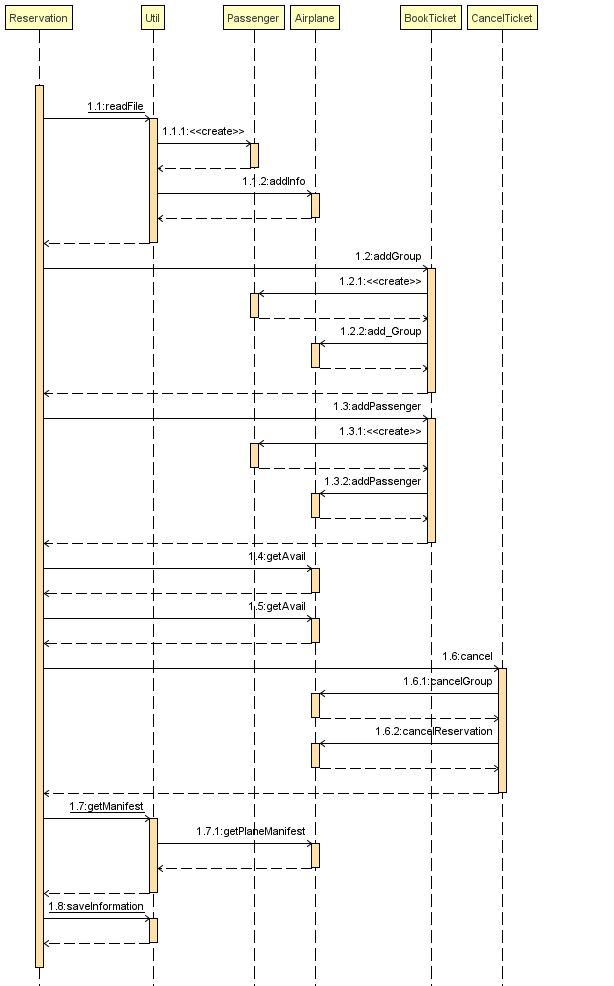 Reservation Util Passenger Airplane BookTicket CancelTicket
1.1:readFile
1.1.1:<<create>>
1.1.2:addInfo
1.2:addGroup
1.2.1:<<create>>
1.2.2:add_Group
1.3:addPassenger
1.3.1:<<create>>
1.3.2:addPassenger
1.4:getAvail
1.5:getAvail
1.6:cancel
1.6.1:cancelGroup
1.6.2:cancelReservation
1.7:getManifest
1.7.1:getPlaneManifest
1.8:saveInformation